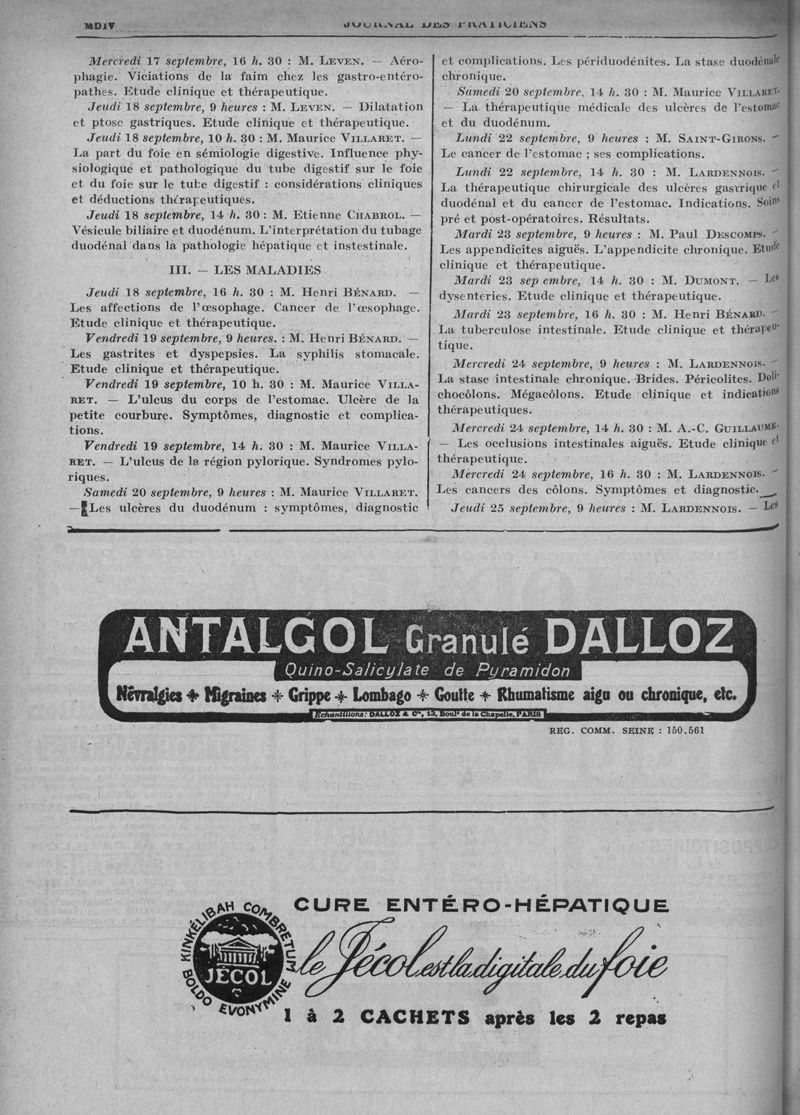 MDIV
JOURNAL DES PRATICIENS
Mercredi 17 septembre, 16 h. 30 : M. LEVEN. — Aéro-
phagie. Viciations de la faim chez les gastro-entéro-
pathes. Etude clinique et thérapeutique.
Jeudi 18 septembre, 9 heures : M. LEVEN. — Dilatation
et ptose gastriques. Etude clinique et thérapeutique.
Jeudi 18 septembre, 10 h. 30 : M. Maurice VILLARET. —
La part du foie en sémiologie digestive. Influence phy-
siologique et pathologique du tube digestif sur le foie
et du foie sur le tube digestif : considérations cliniques
et déductions thérapeutiques.
Jeudi 18 septembre, 14 h. 30 : M. Etienne CHABROL. —
Vésicule biliaire et duodénum. L'interprétation du tubage
duodénal dans la pathologie hépatique et instestinale.
III. — LES MALADIES
Jeudi 18 septembre, 16 h. 30 : M. Henri BÉNARD. —
Les affections de l'œsophage. Cancer de l'œsophage.
Etude clinique et thérapeutique.
Vendredi 19 septembre, 9 heures. : M. Henri BÉNARD. —
Les gastrites et dyspepsies. La syphilis stomacale.
Etude clinique et thérapeutique.
Vendredi 19 septembre, 10 h. 30 : M. Maurice VILLA-
RET. — L'ulcus du corps de l'estomac. Ulcère de la
petite courbure. Symptômes, diagnostic et complica-
tions.
Vendredi 19 septembre, 14 h. 30 : M. Maurice VILLA-
RET. — L'ulcus de la région pylorique. Syndromes pylo-
riques.
Samedi 20 septembre, 9 heures : M. Maurice VILLARET.
— Les ulcères du duodénum : symptômes, diagnostic
et complications. Les périduodénites. La stase duodénale
chronique.
Samedi 20 septembre, 14 h. 30 : M. Maurice VILLARET.
— La thérapeutique médicale des ulcères de l'estomac
et du duodénum.
Lundi 22 septembre, 9 heures : M. SAINT-GIRONS. —
Le cancer de l'estomac ; ses complications.
Lundi 22 septembre, 14 h. 30 : M. LARDENNOIS. —
La thérapeutique chirurgicale des ulcères gastrique et
duodénal et du cancer de l'estomac. Indications. Soins
pré et post-opératoires. Résultats.
Mardi 23 septembre, 9 heures : M. Paul DESCOMPS. —
Les appendicites aiguës. L'appendicite chronique. Etude
clinique et thérapeutique.
Mardi 23 sep embre, 14 h. 30 : M. DUMONT. — Les
dysenteries. Etude clinique et thérapeutique.
Mardi 23 septembre, 16 h. 30 : M. Henri BÉNARD. —
La tuberculose intestinale. Etude clinique et thérapeu-
tique.
Mercredi 24 septembre, 9 heures : M. LARDENNOIS. —
La stase intestinale chronique. Brides. Péricolites. Doli-
chocôlons. Mégacôlons. Etude clinique et indications
thérapeutiques.
Mercredi 24 septembre, 14 h. 30 : M. A.-C. GUILLAUME.
— Les occlusions intestinales aiguës. Etude clinique et
thérapeutique.
Mercredi 24 septembre, 16 h. 30 : M. LARDENNOIS. —
Les cancers des côlons. Symptômes et diagnostic.
Jeudi 25 septembre, 9 heures : M. LARDENNOIS. — Les
ANTALGOL Granulé DALLOZ
Quino-Salicylate de Pyramidon
Névralgies Migraines Grippe Lombago Goutte Rhumatisme aigu ou chronique, etc.
Echantillons: DALLOZ & Cie, 13, Boulᵈ de la Chapelle, PARIS
REG. COMM. SEINE : 150.561
CURE ENTÉRO-HÉPATIQUE
KINKÉLIBAH COMBRETUM
BOLDO EVONYMINE
JÉCOL
le Jécol est la digitale du foie
1 à 2 CACHETS après les 2 repas